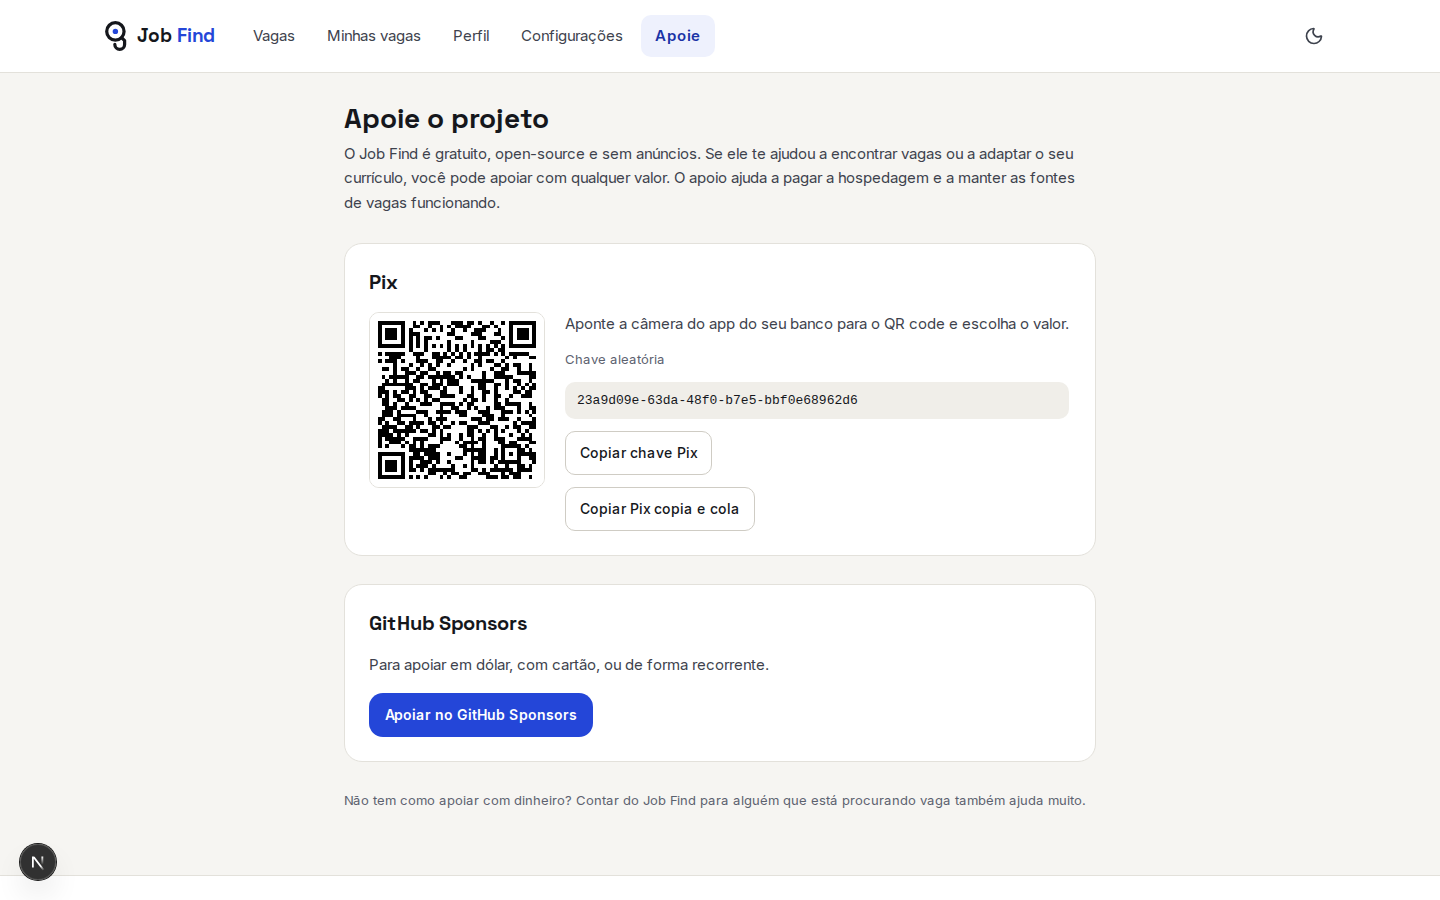 Job Find
Vagas
Minhas vagas
Perfil
Configurações
Apoie
Apoie o projeto
O Job Find é gratuito, open-source e sem anúncios. Se ele te ajudou a encontrar vagas ou a adaptar o seu
currículo, você pode apoiar com qualquer valor. O apoio ajuda a pagar a hospedagem e a manter as fontes
de vagas funcionando.
Pix
Aponte a câmera do app do seu banco para o QR code e escolha o valor.
Chave aleatória
23a9d09e-63da-48f0-b7e5-bbf0e68962d6
Copiar chave Pix
Copiar Pix copia e cola
GitHub Sponsors
Para apoiar em dólar, com cartão, ou de forma recorrente.
Apoiar no GitHub Sponsors
Não tem como apoiar com dinheiro? Contar do Job Find para alguém que está procurando vaga também ajuda muito.
N